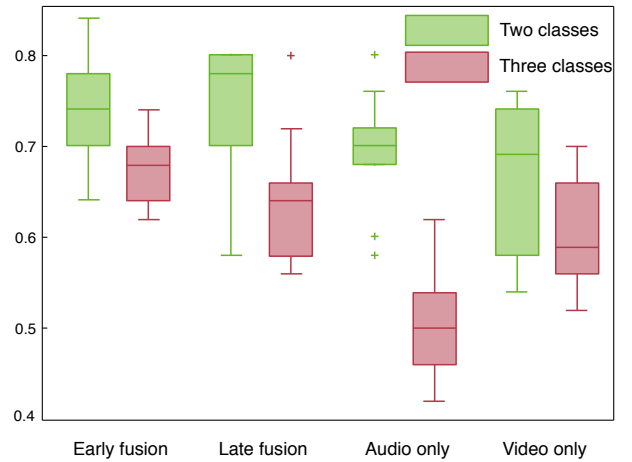 Two classes
Three classes
0.8
0.7
0.6
0.5
0.4
Early fusion Late fusion Audio only Video only